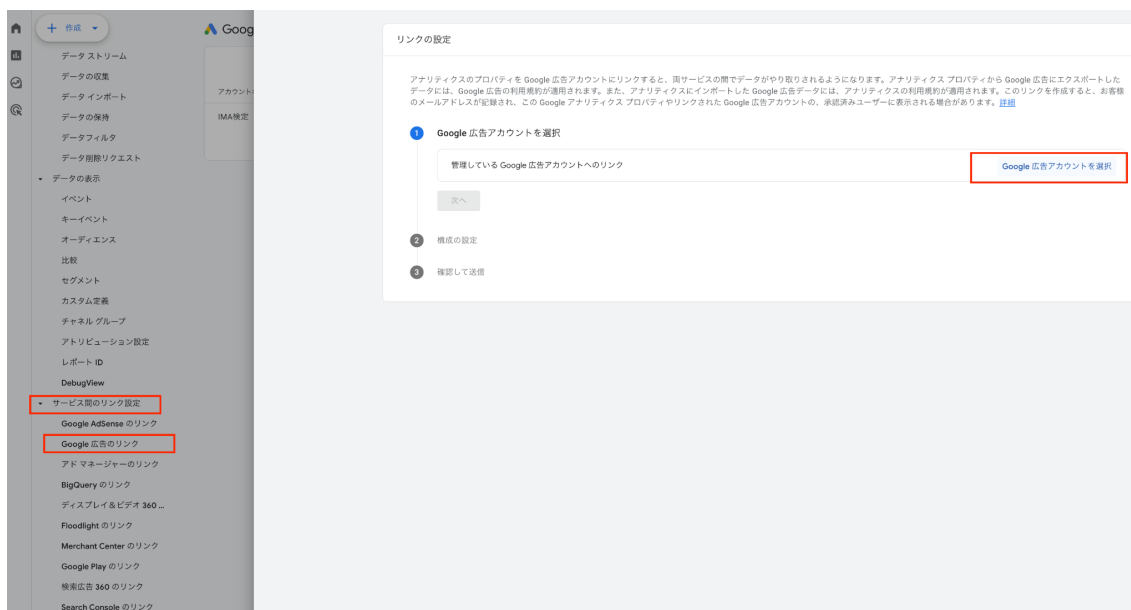 作成
データ ストリーム
データの収集
データ インポート
データの保持
データフィルタ
データ削除リクエスト
データの表示
イベント
キーイベント
オーディエンス
比較
セグメント
カスタム定義
チャネル グループ
アトリビューション設定
レポート ID
DebugView
サービス間のリンク設定
Google AdSense のリンク
Google 広告のリンク
アド マネージャーのリンク
BigQuery のリンク
ディスプレイ＆ビデオ 360 ...
Floodlight のリンク
Merchant Center のリンク
Google Play のリンク
検索広告 360 のリンク
Search Console のリンク
Goog
アカウント
IMA検定
リンクの設定
アナリティクスのプロパティを Google 広告アカウントにリンクすると、両サービスの間でデータがやり取りされるようになります。アナリティクス プロパティから Google 広告にエクスポートした
データには、Google 広告の利用規約が適用されます。また、アナリティクスにインポートした Google 広告データには、アナリティクスの利用規約が適用されます。このリンクを作成すると、お客様
のメールアドレスが記録され、この Google アナリティクス プロパティやリンクされた Google 広告アカウントの、承認済みユーザーに表示される場合があります。詳細
1 Google 広告アカウントを選択
管理している Google 広告アカウントへのリンク
Google 広告アカウントを選択
次へ
2 構成の設定
3 確認して送信